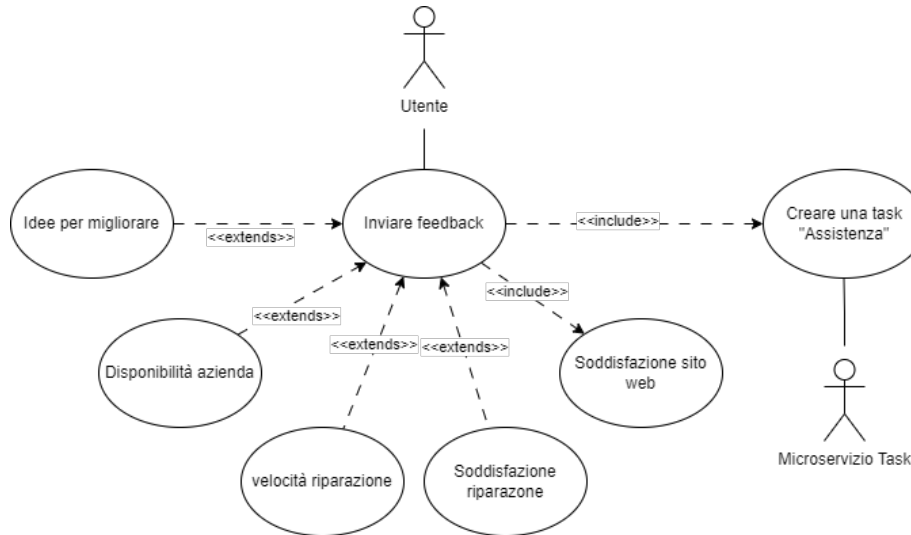 Utente
Idee per migliorare
<<extends>>
Inviare feedback
<<include>>
Creare una task
"Assistenza"
<<extends>>
<<include>>
<<extends>>
<<extends>>
Disponibilità azienda
Soddisfazione sito
web
Microservizio Task
velocità riparazione
Soddisfazione
riparazone